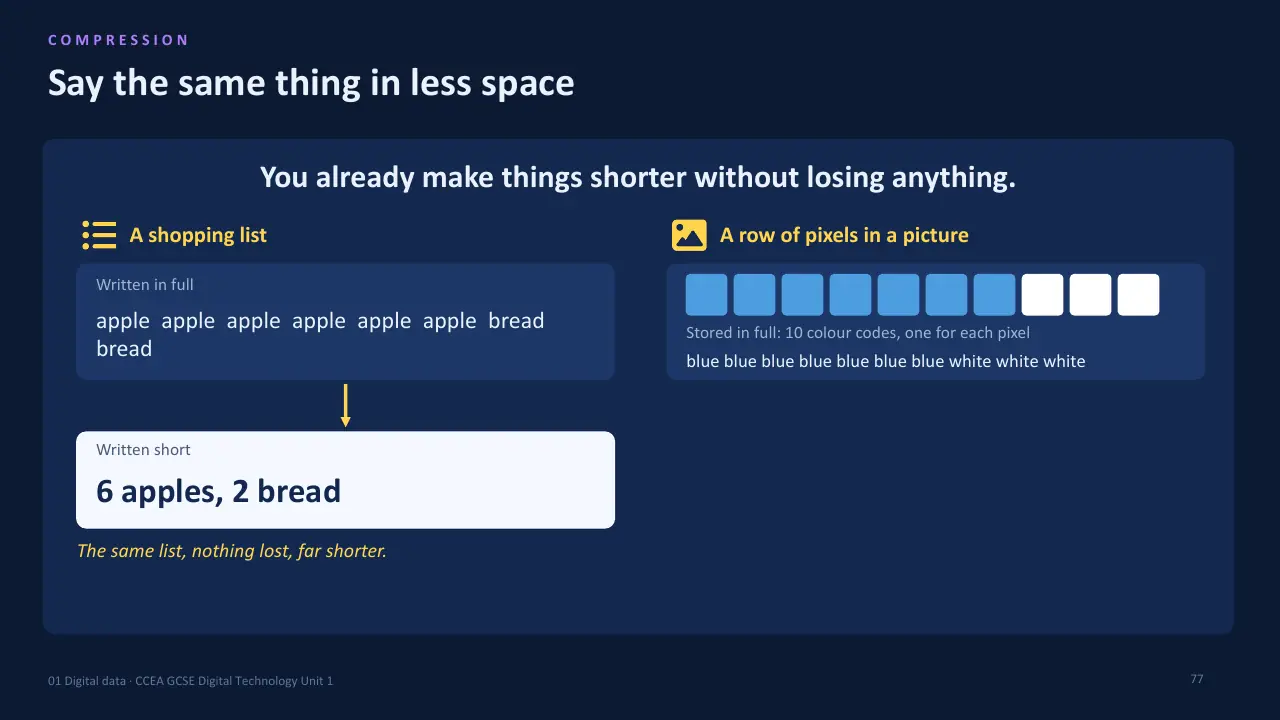 COMPRESSION
Say the same thing in less space
You already make things shorter without losing anything.
A shopping list
Written in full
apple apple apple apple apple apple bread
bread
Written short
6 apples, 2 bread
The same list, nothing lost, far shorter.
A row of pixels in a picture
Stored in full: 10 colour codes, one for each pixel
blue blue blue blue blue blue blue white white white
01 Digital data · CCEA GCSE Digital Technology Unit 1
77